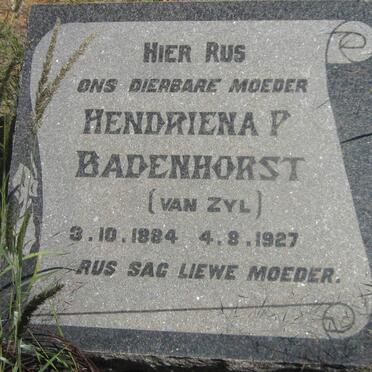 HIER RUS
ONS DIERBARE MOEDER
HENDRIENA P
BADENHORST
(VAN ZYL)
3.10.1884 4.8.1927
RUS SAG LIEWE MOEDER.